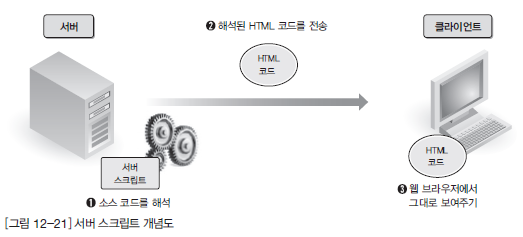 서버
❷ 해석된 HTML 코드를 전송
클라이언트
HTML
코드
서버
스크립트
HTML
코드
❶ 소스 코드를 해석
❸ 웹 브라우저에서
그대로 보여주기
[그림 12-21] 서버 스크립트 개념도